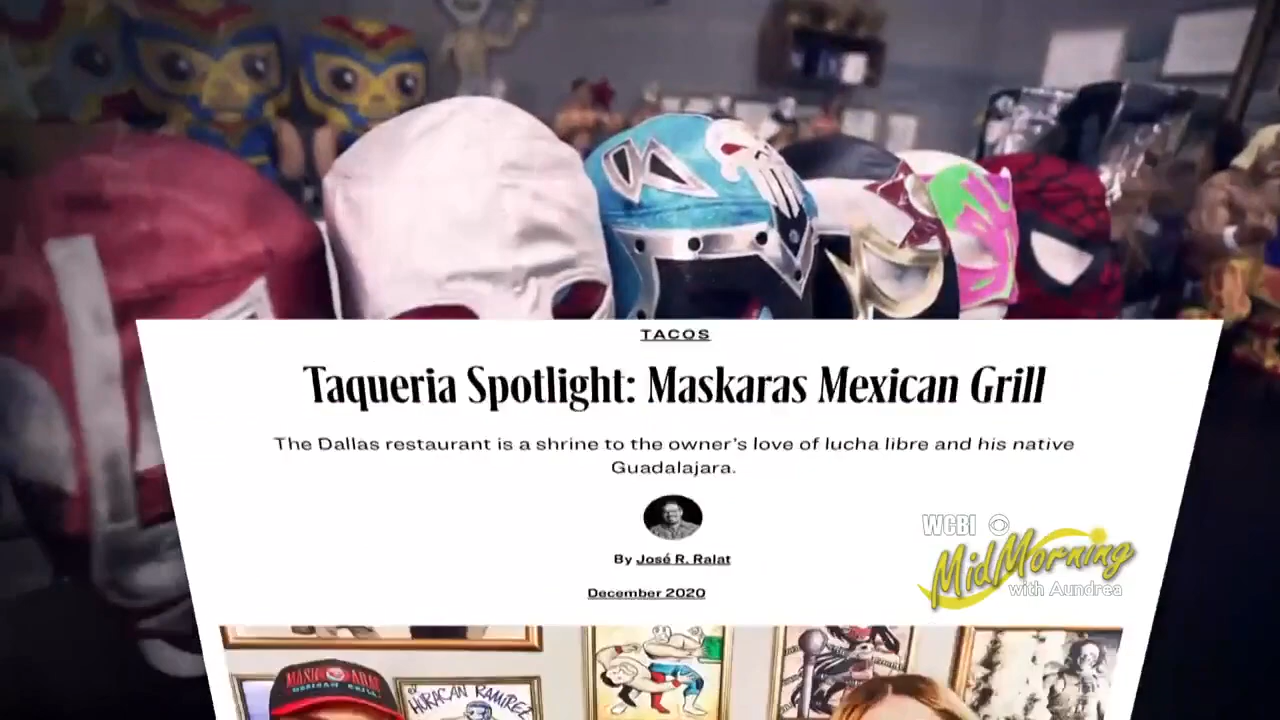 TACOS
Taqueria Spotlight: Maskaras Mexican Grill
The Dallas restaurant is a shrine to the owner's love of lucha libre and his native
Guadalajara.
By José R. Ralat
December 2020
WCBI
MidMorning
with Aundrea
MEXICAN GRILL
HURACAN RAMIREZ